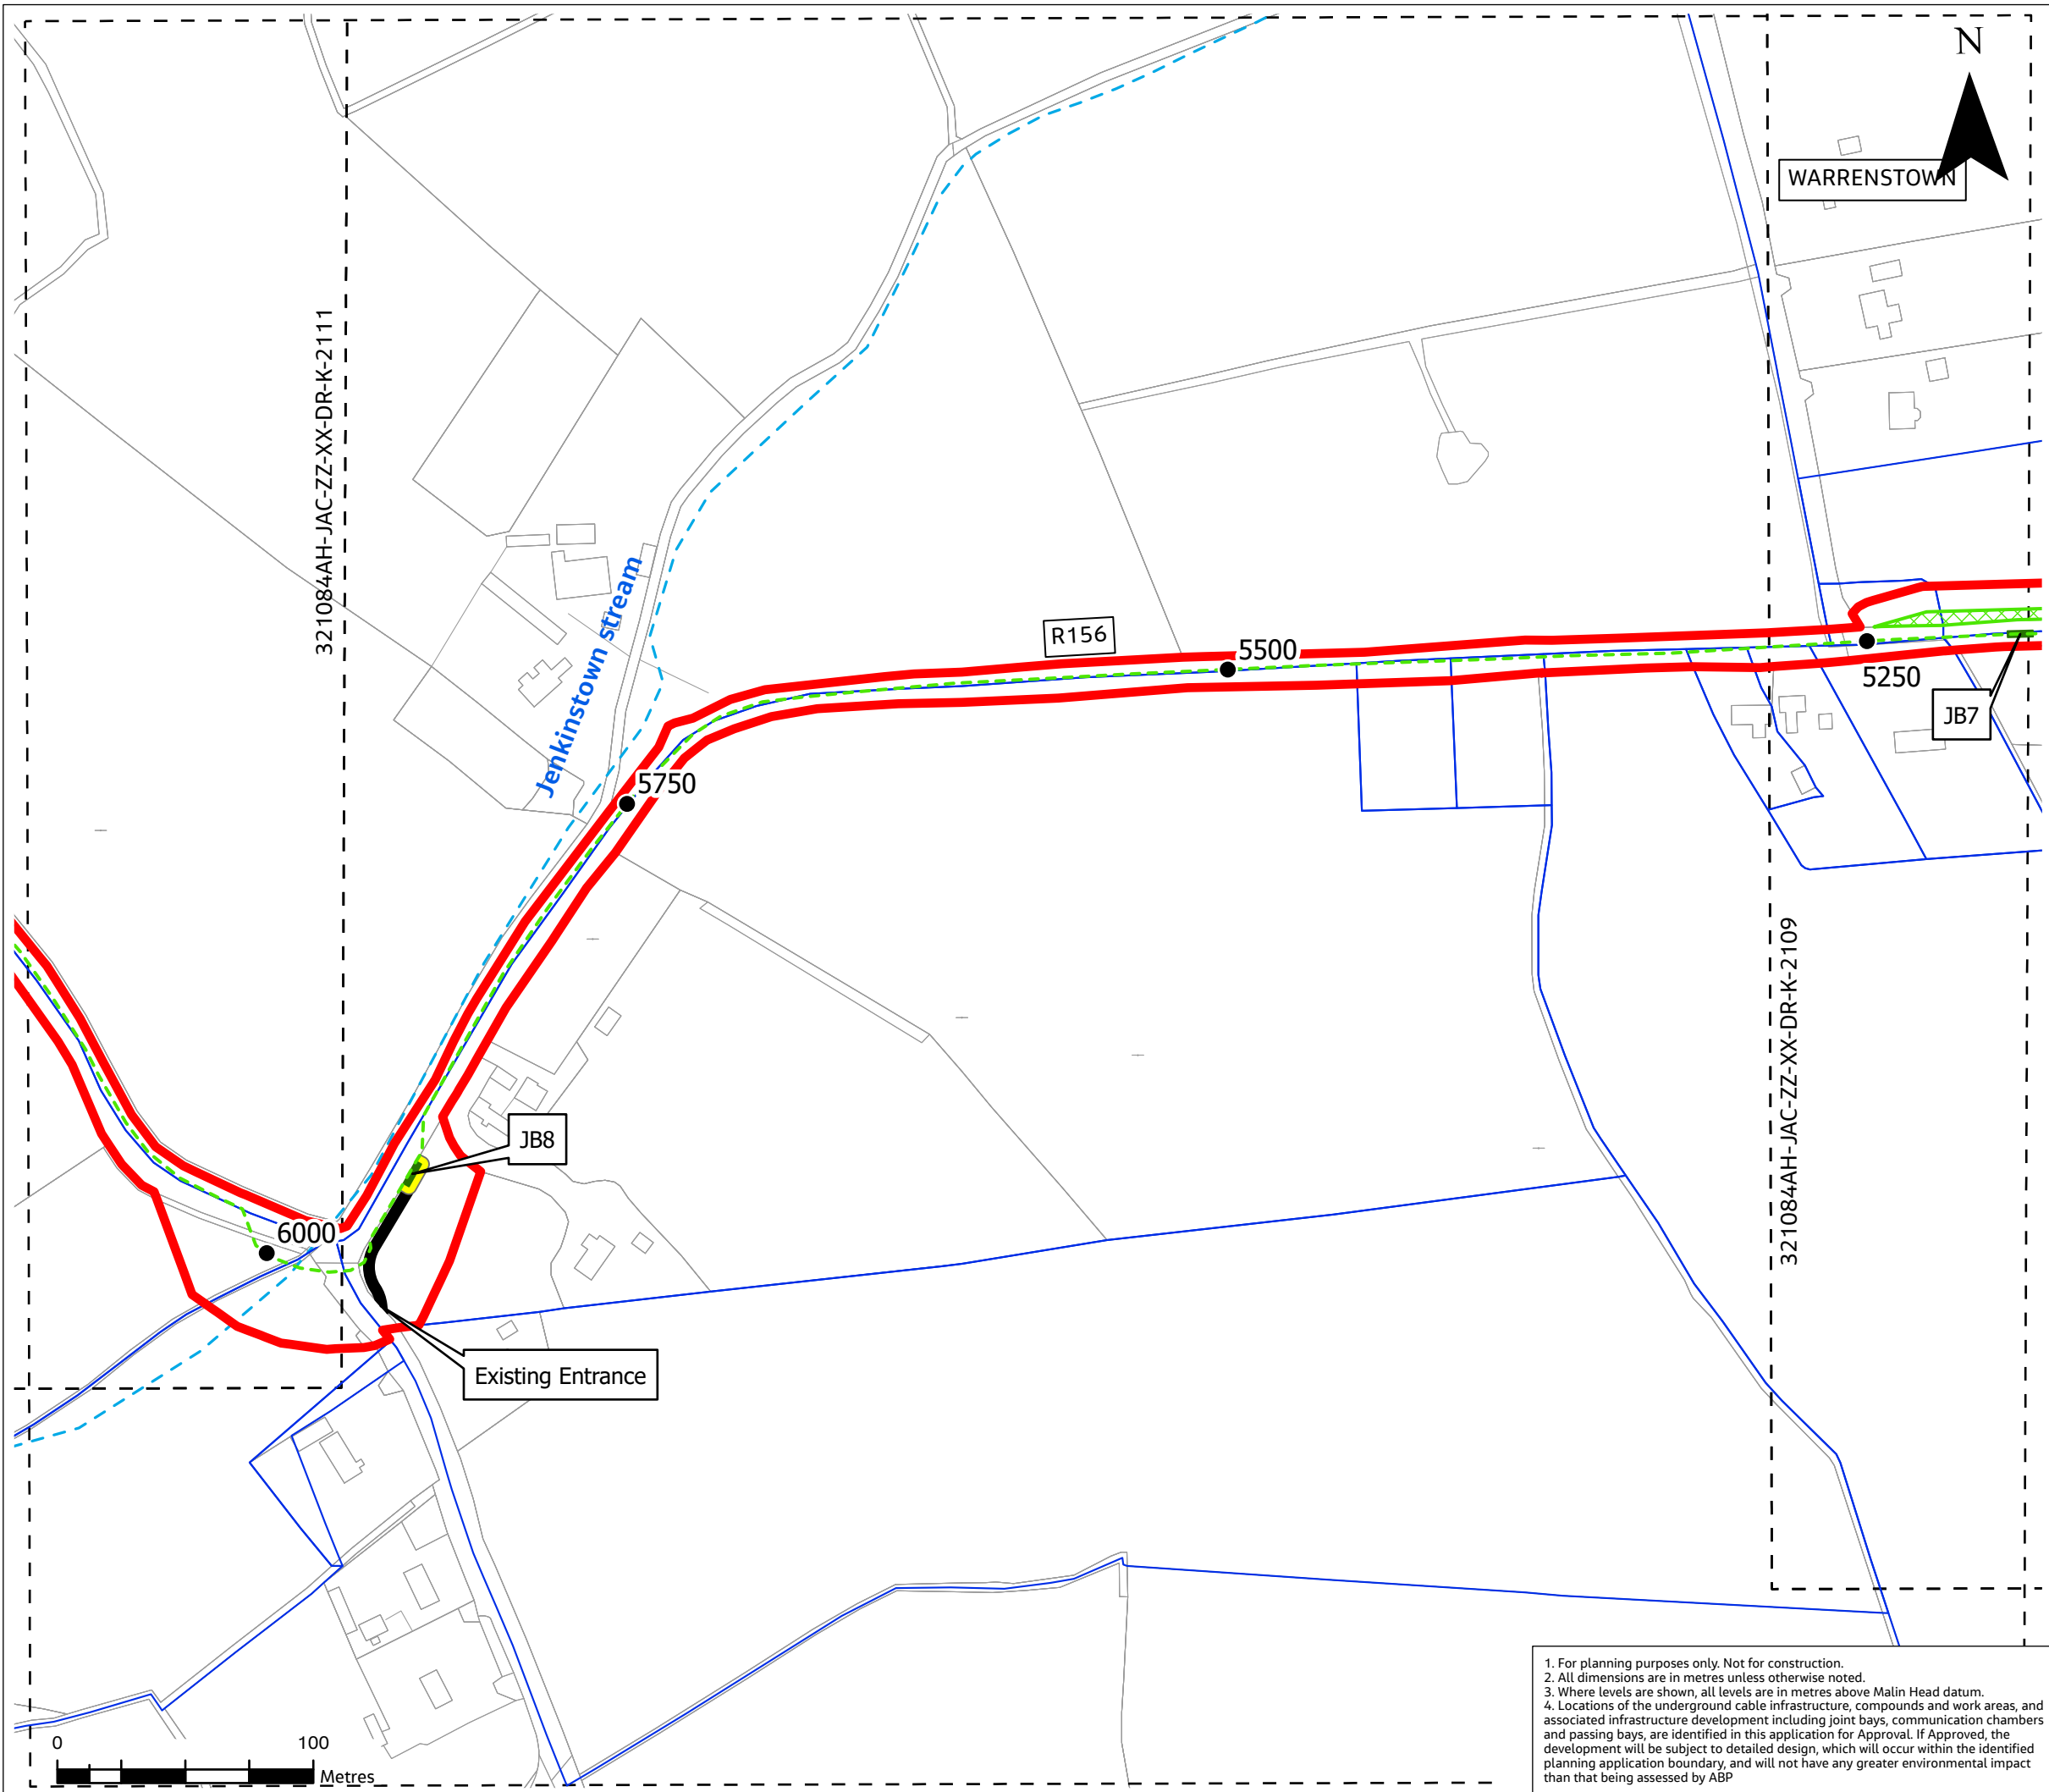 N
WARRENSTOWN
321084AH-JAC-ZZ-XX-DR-K-2111
Jenkinstown stream
R156
5500
5250
JB7
5750
321084AH-JAC-ZZ-XX-DR-K-2109
JB8
6000
Existing Entrance
0 100
Metres
1. For planning purposes only. Not for construction.
2. All dimensions are in metres unless otherwise noted.
3. Where levels are shown, all levels are in metres above Malin Head datum.
4. Locations of the underground cable infrastructure, compounds and work areas, and
associated infrastructure development including joint bays, communication chambers
and passing bays, are identified in this application for Approval. If Approved, the
development will be subject to detailed design, which will occur within the identified
planning application boundary, and will not have any greater environmental impact
than that being assessed by ABP